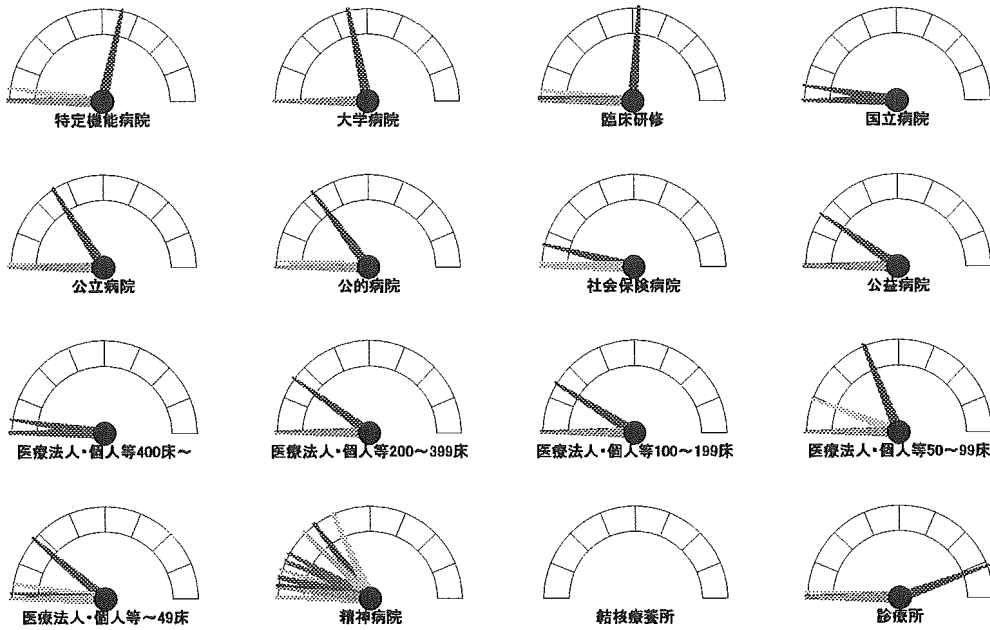 特定機能病院
大学病院
臨床研修
国立病院
公立病院
公的病院
社会保険病院
公益病院
医療法人・個人等400床～
医療法人・個人等200～399床
医療法人・個人等100～199床
医療法人・個人等50～99床
医療法人・個人等～49床
精神病院
結核療養所
診療所